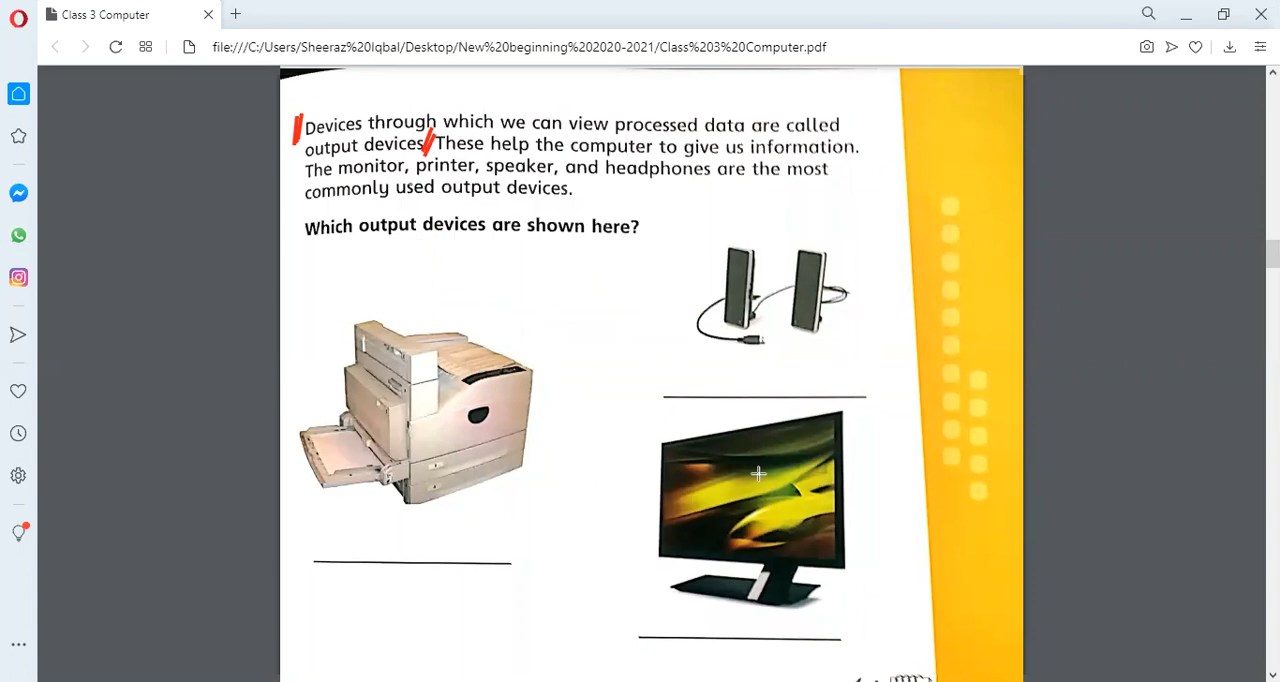 Class 3 Computer
file:///C:/Users/Sheeraz%20Iqbal/Desktop/New%20beginning%202020-2021/Class%203%20Computer.pdf
Devices through which we can view processed data are called
output devices. These help the computer to give us information.
The monitor, printer, speaker, and headphones are the most
commonly used output devices.
Which output devices are shown here?